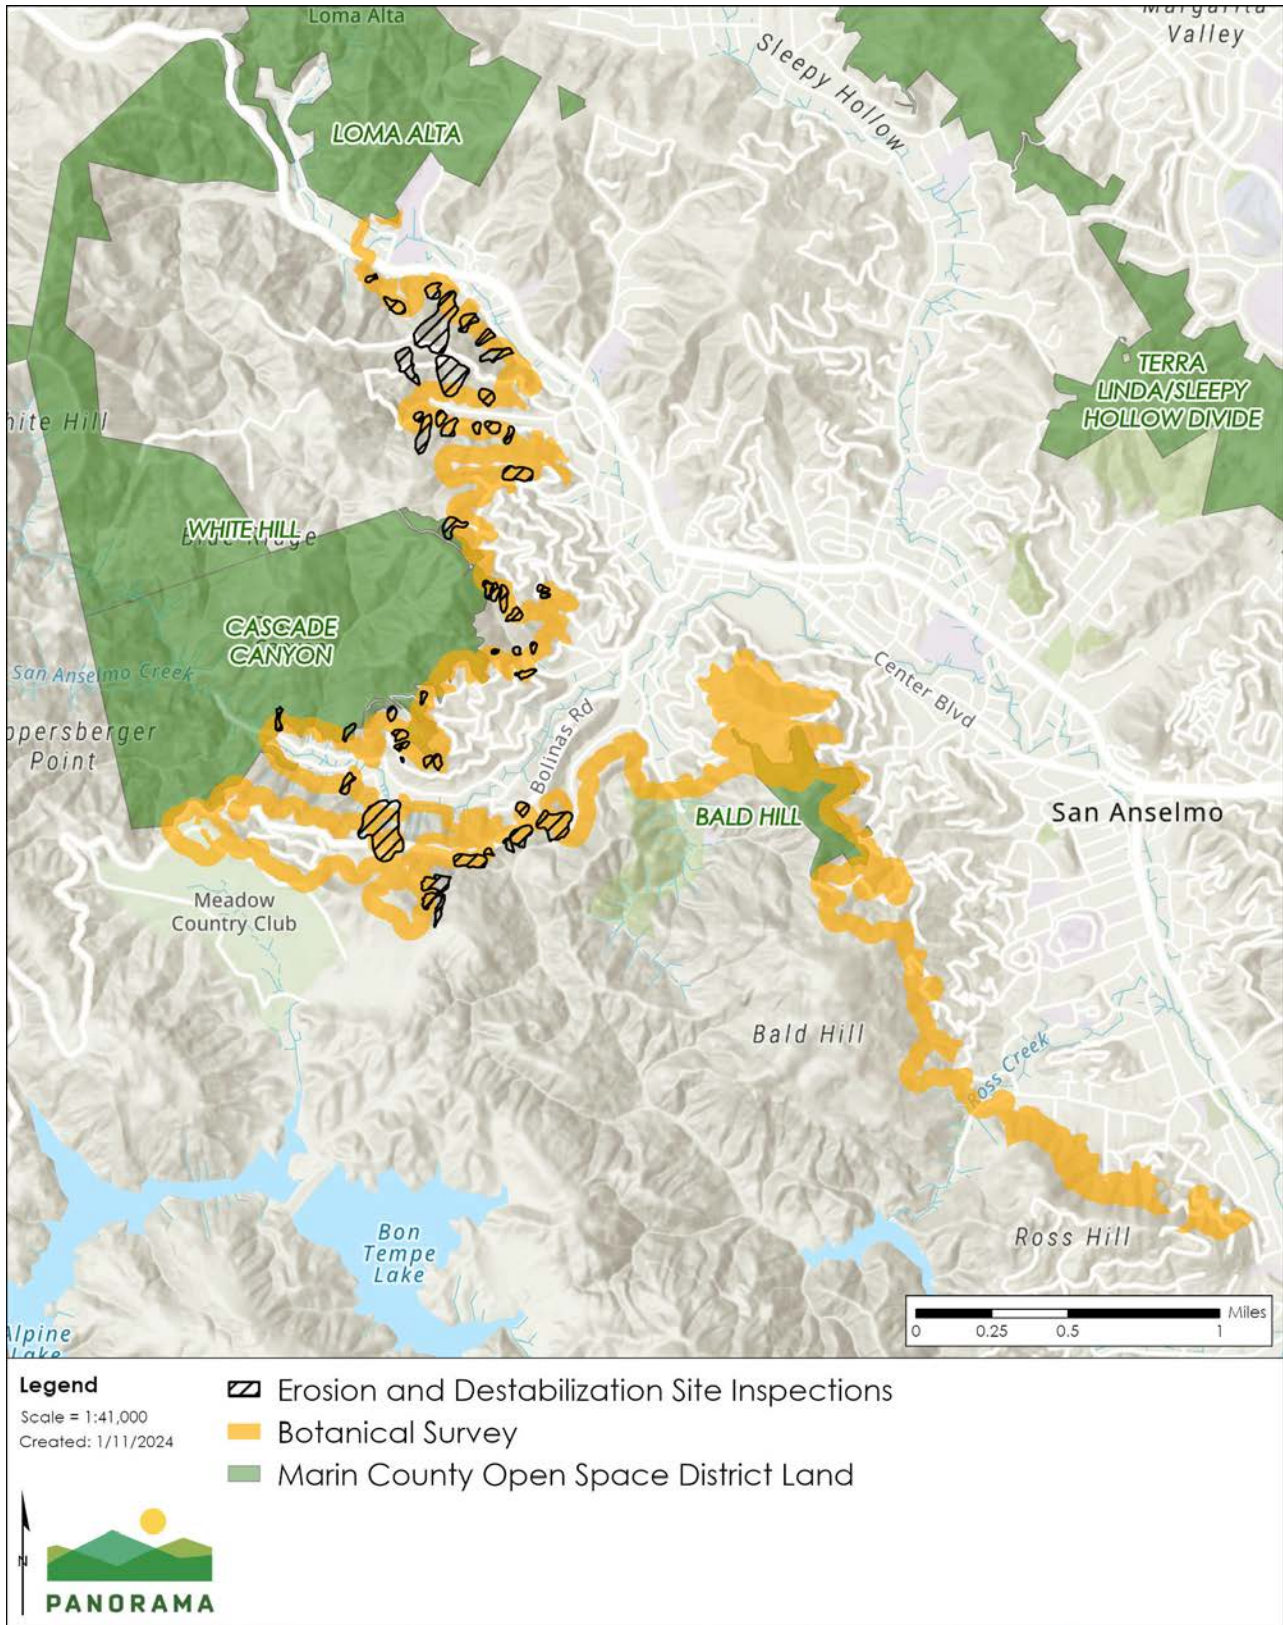 Loma Alta
Margarita
Valley
Sleepy Hollow
LOMA ALTA
TERRA
LINDA/SLEEPY
HOLLOW DIVIDE
hite Hill
WHITE HILL
CASCADE
CANYON
San Anselmo Creek
ppersberger
Point
Bolinas Rd
Center Blvd
BALD HILL
San Anselmo
Meadow
Country Club
Bald Hill
Ross Creek
Bon
Tempe
Lake
Ross Hill
Alpine
Lake
Miles
0 0.25 0.5 1
Legend
Scale = 1:41,000
Created: 1/11/2024
Erosion and Destabilization Site Inspections
Botanical Survey
Marin County Open Space District Land
N
PANORAMA